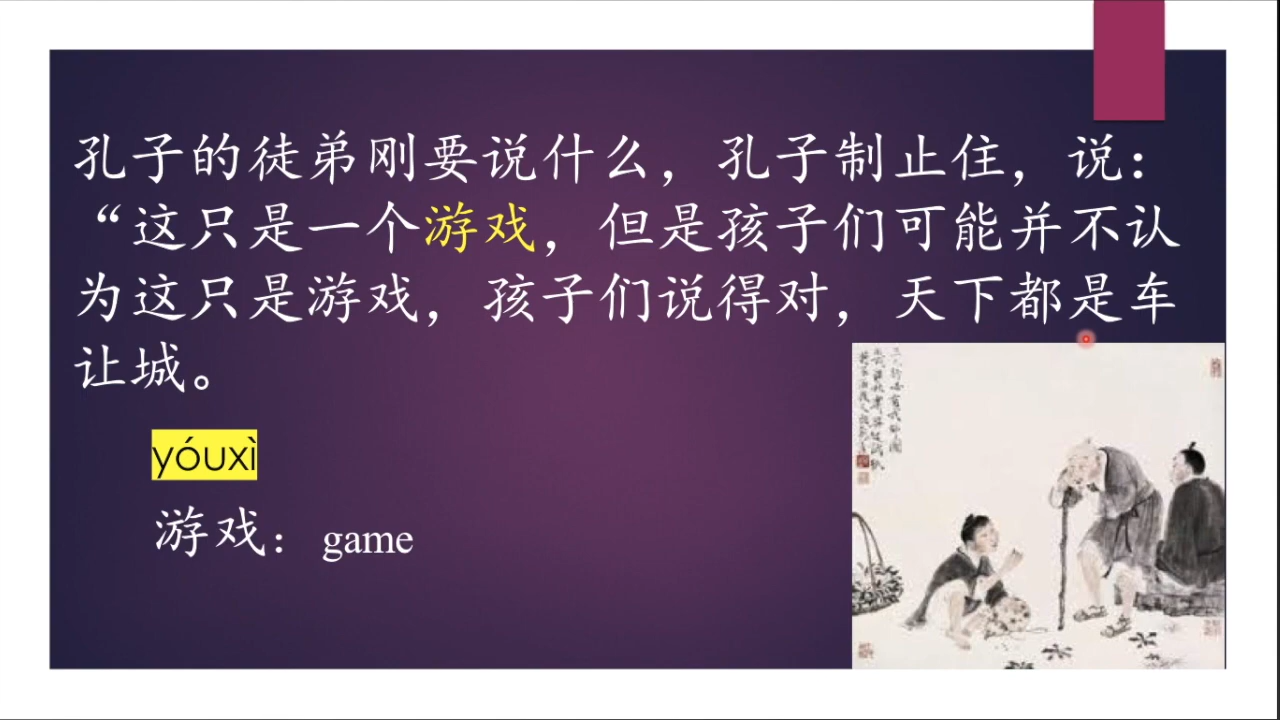 孔子的徒弟刚要说什么，孔子制止住，说：
“这只是一个游戏，但是孩子们可能并不认
为这只是游戏，孩子们说得对，天下都是车
让城。
yóuxì
游戏： game